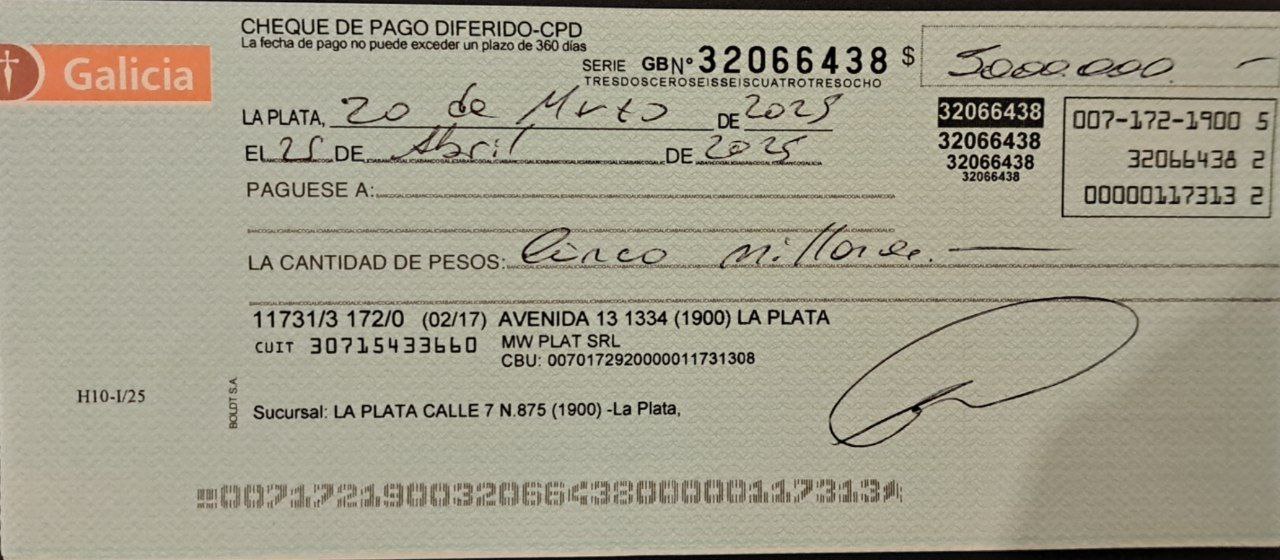 CHEQUE DE PAGO DIFERIDO-CPD
La fecha de pago no puede exceder un plazo de 360 días
Galicia
SERIE GB Nº 32066438 $ 5000.000. -
TRESDOSCEROSEISSEISCUATROTRESOCHO
LA PLATA, 20 de Mrzo DE 2025
EL 25 DE Abril DE 2025
32066438
32066438
32066438
32066438
007-172-1900 5
32066438 2
00000117313 2
PAGUESE A:
LA CANTIDAD DE PESOS: Cinco millones. —
11731/3 172/0 (02/17) AVENIDA 13 1334 (1900) LA PLATA
CUIT 30715433660 MW PLAT SRL
CBU: 0070172920000011731308
H10-I/25
BOLDT S.A.
Sucursal: LA PLATA CALLE 7 N.875 (1900) -La Plata,
00717219003206643800000117313